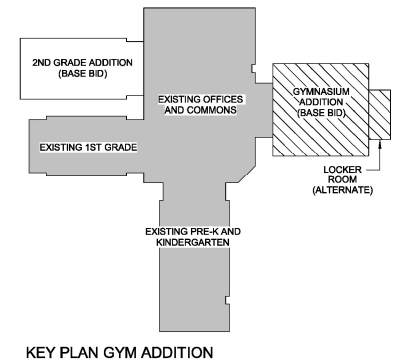 2ND GRADE ADDITION
(BASE BID)
EXISTING OFFICES
AND COMMONS
GYMNASIUM
ADDITION
(BASE BID)
EXISTING 1ST GRADE
LOCKER
ROOM
(ALTERNATE)
EXISTING PRE-K AND
KINDERGARTEN
KEY PLAN GYM ADDITION